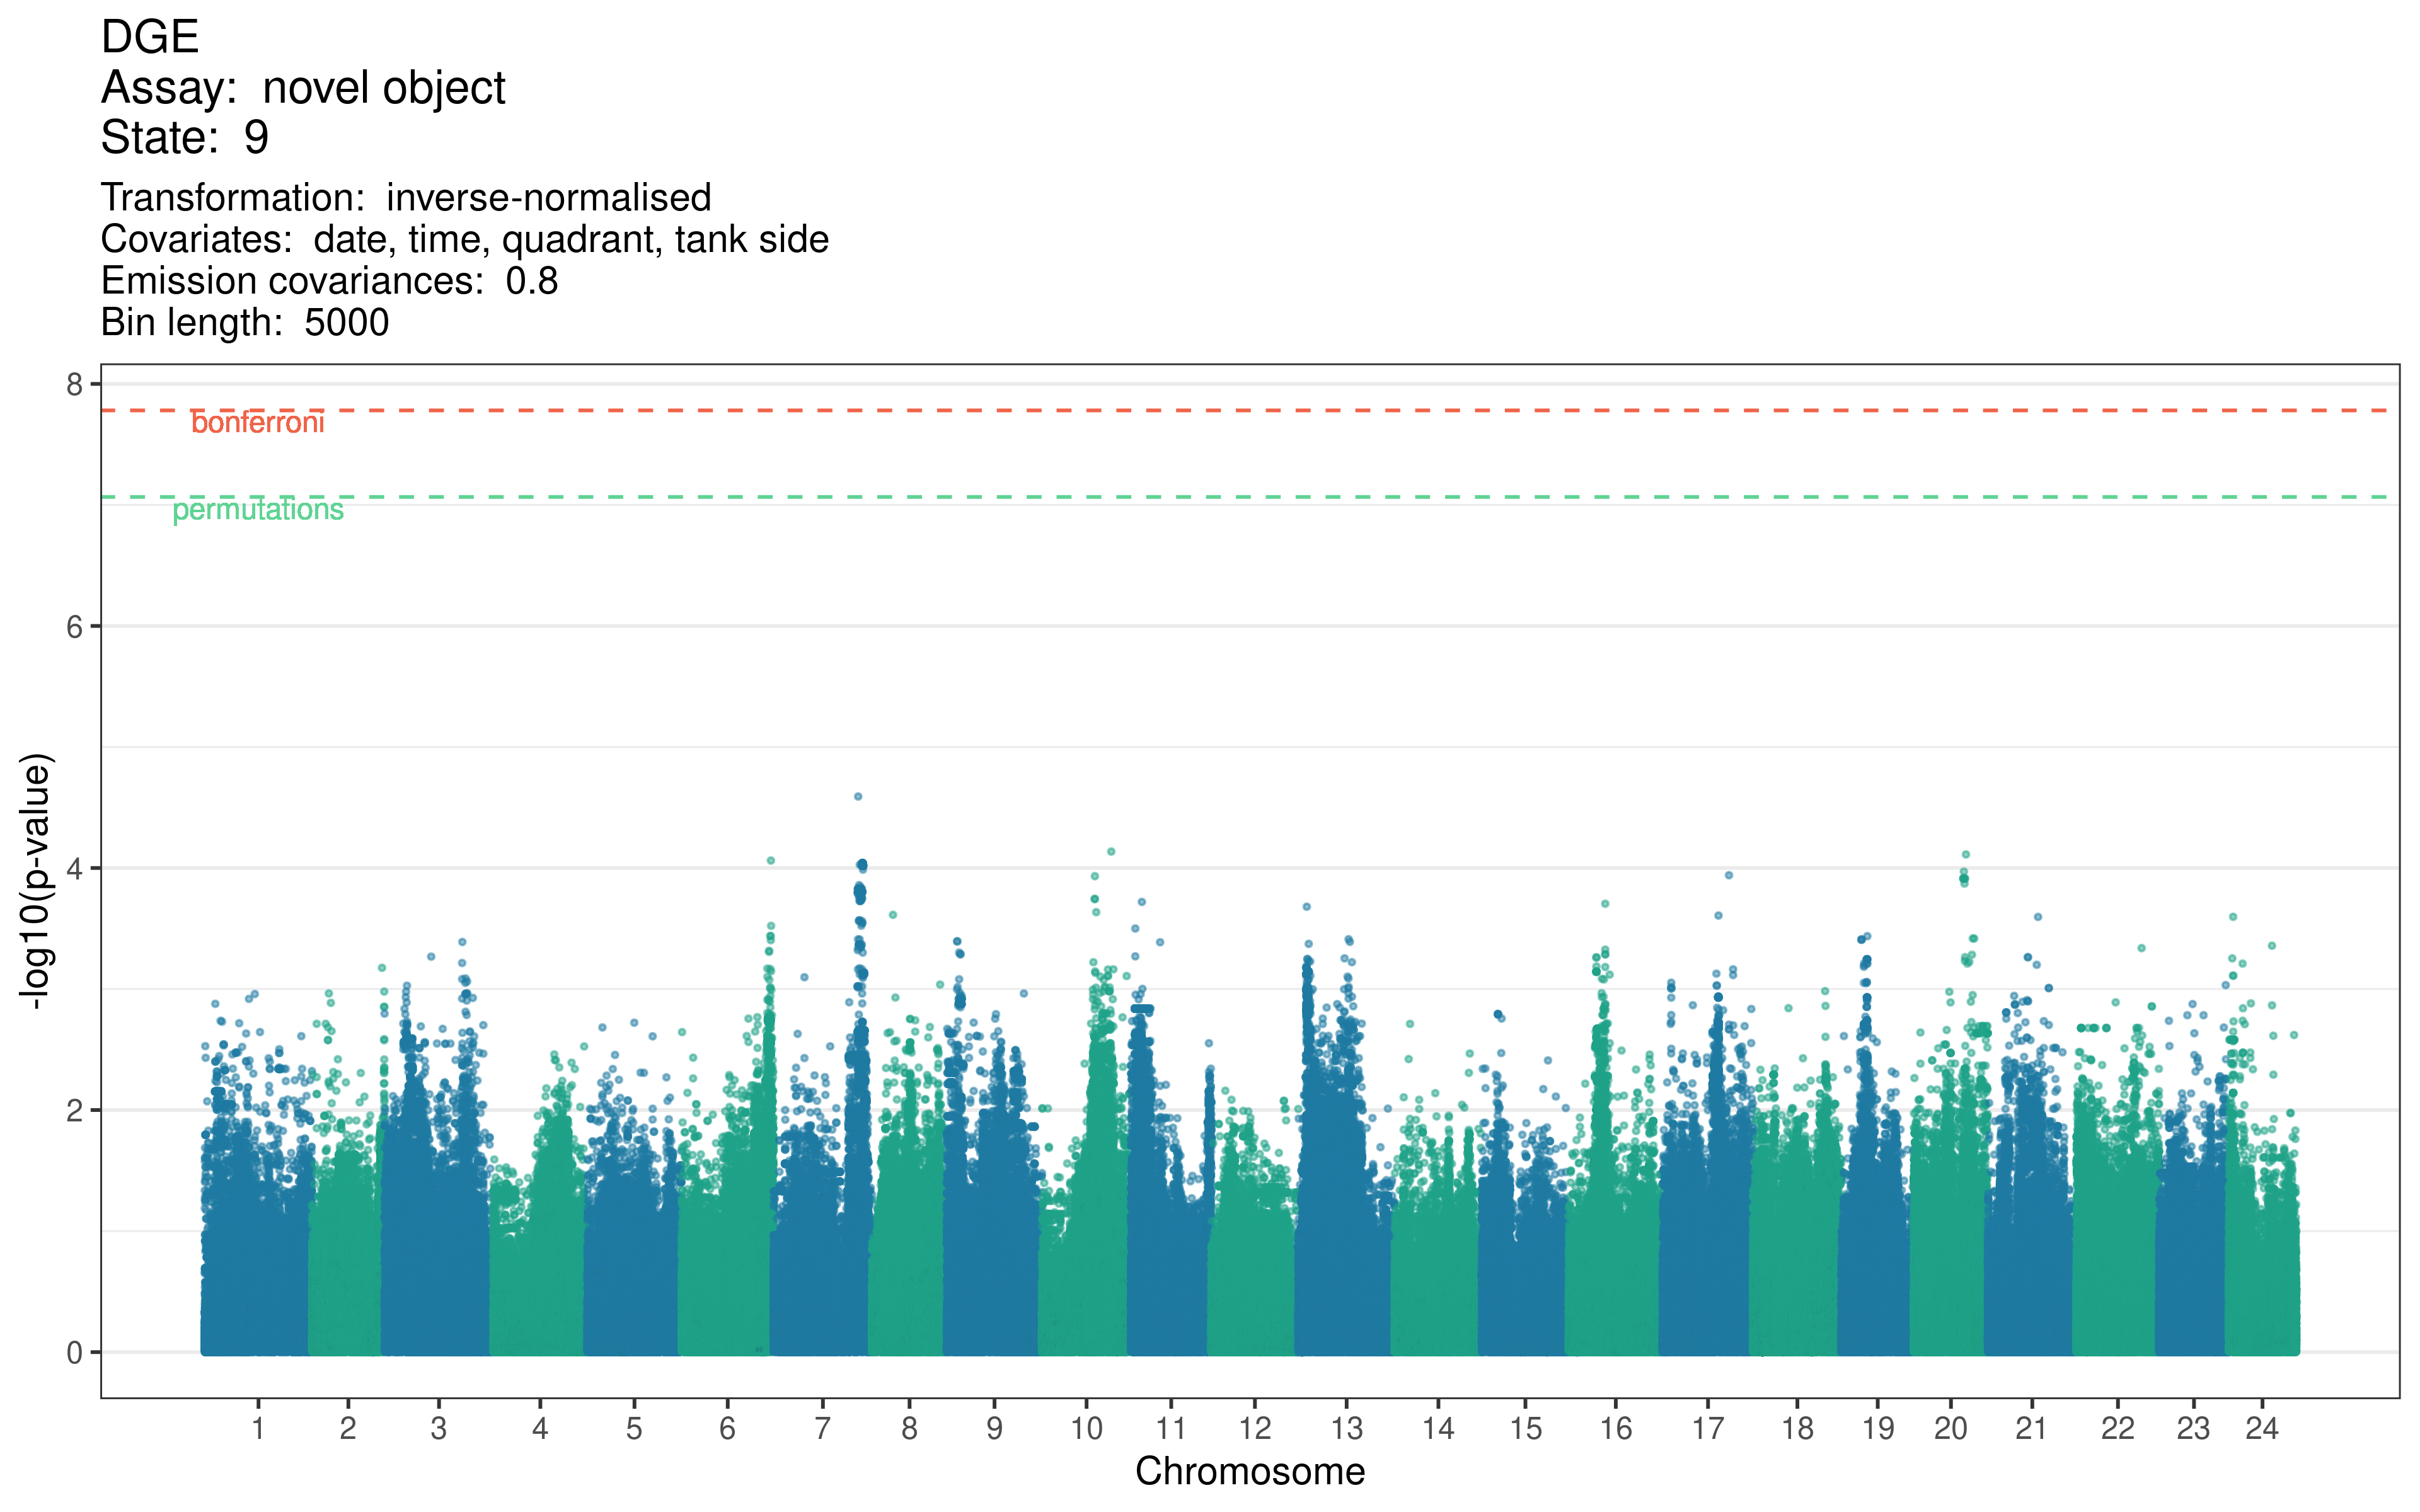 DGE
Assay:  novel object
State:  9
Transformation:  inverse-normalised
Covariates:  date, time, quadrant, tank side
Emission covariances:  0.8
Bin length:  5000
8
bonferroni
permutations
6
-log10(p-value)
4
2
0
1 2 3 4 5 6 7 8 9 10 11 12 13 14 15 16 17 18 19 20 21 22 23 24
Chromosome